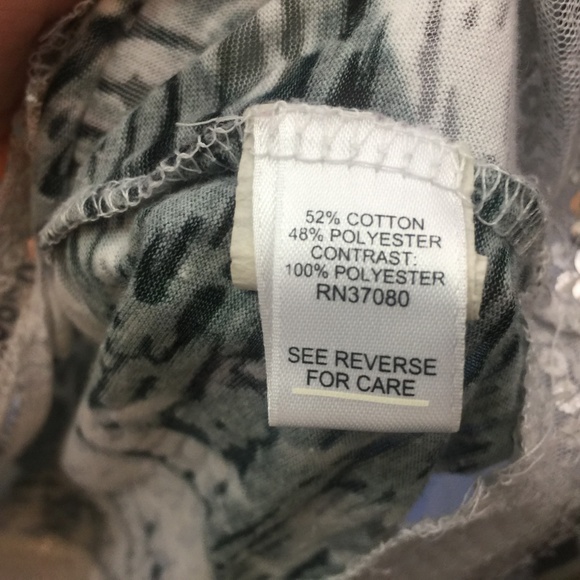 52% COTTON
48% POLYESTER
CONTRAST:
100% POLYESTER
RN37080
SEE REVERSE
FOR CARE